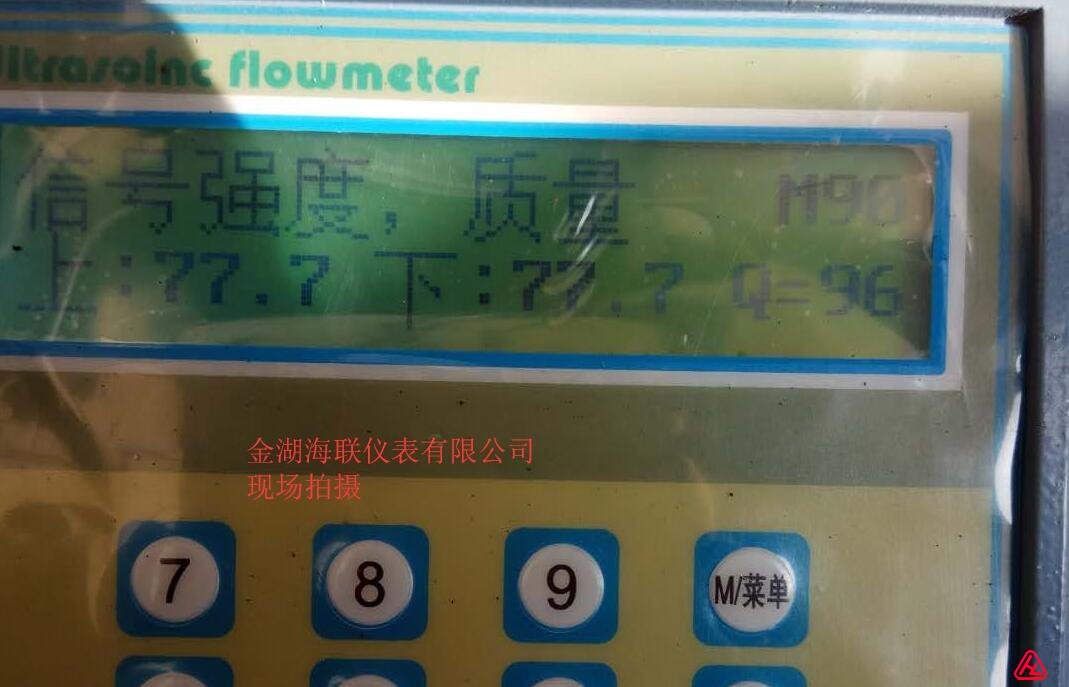 ultrasoinc flowmeter
信号强度，质量 M90
上:77.7 下:77.7 Q=96
金湖海联仪表有限公司
现场拍摄
7 8 9 M/菜单